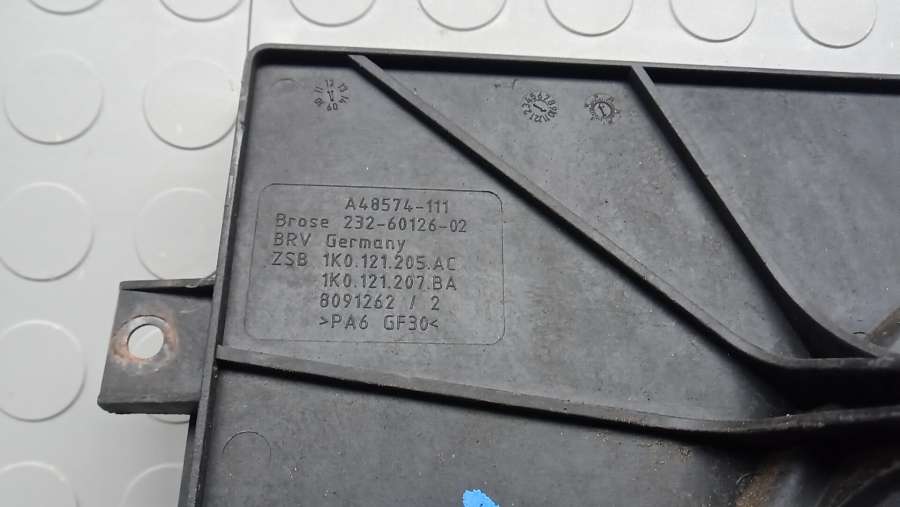 A48574-111
Brose 232-60126-02
BRV Germany
ZSB 1K0.121.205.AC
1K0.121.207.BA
8091262 / 2
>PA6 GF30<